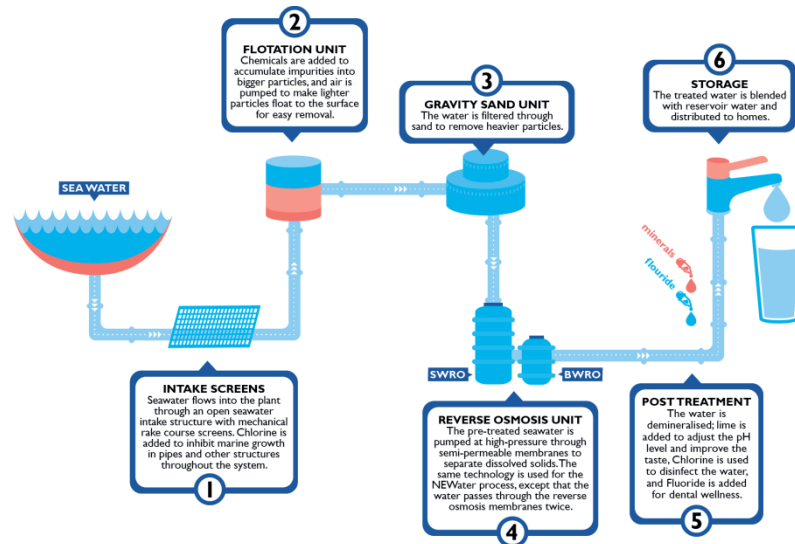 2
FLOTATION UNIT
Chemicals are added to
accumulate impurities into
bigger particles, and air is
pumped to make lighter
particles float to the surface
for easy removal.
3
GRAVITY SAND UNIT
The water is filtered through
sand to remove heavier particles.
6
STORAGE
The treated water is blended
with reservoir water and
distributed to homes.
SEA WATER
minerals
flouride
SWRO
BWRO
INTAKE SCREENS
Seawater flows into the plant
through an open seawater
intake structure with mechanical
rake course screens. Chlorine is
added to inhibit marine growth
in pipes and other structures
throughout the system.
1
REVERSE OSMOSIS UNIT
The pre-treated seawater is
pumped at high-pressure through
semi-permeable membranes to
separate dissolved solids. The
same technology is used for the
NEWater process, except that the
water passes through the reverse
osmosis membranes twice.
4
POST TREATMENT
The water is
demineralised; lime is
added to adjust the pH
level and improve the
taste, Chlorine is used
to disinfect the water,
and Fluoride is added
for dental wellness.
5